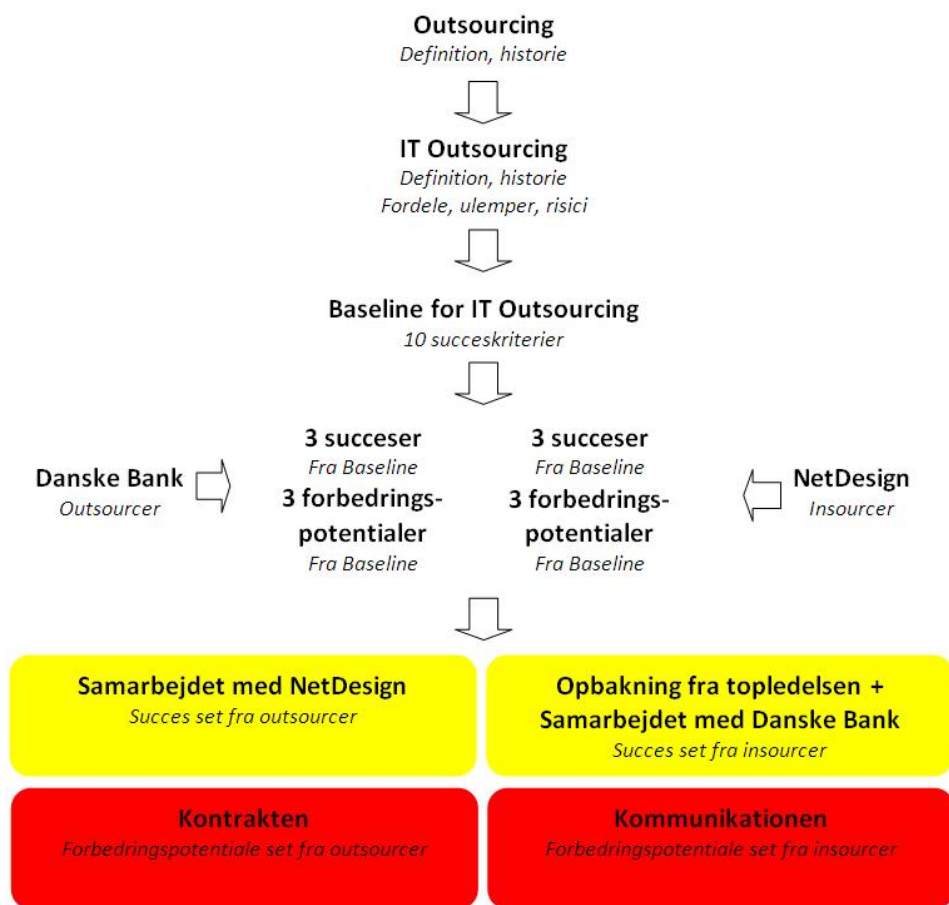 Outsourcing
Definition, historie
IT Outsourcing
Definition, historie
Fordele, ulemper, risici
Baseline for IT Outsourcing
10 succeskriterier
Danske Bank
Outsourcer
3 succeser
Fra Baseline
3 forbedrings-
potentialer
Fra Baseline
3 succeser
Fra Baseline
3 forbedrings-
potentialer
Fra Baseline
NetDesign
Insourcer
Samarbejdet med NetDesign
Succes set fra outsourcer
Opbakning fra topledelsen +
Samarbejdet med Danske Bank
Succes set fra insourcer
Kontrakten
Forbedringspotentiale set fra outsourcer
Kommunikationen
Forbedringspotentiale set fra insourcer